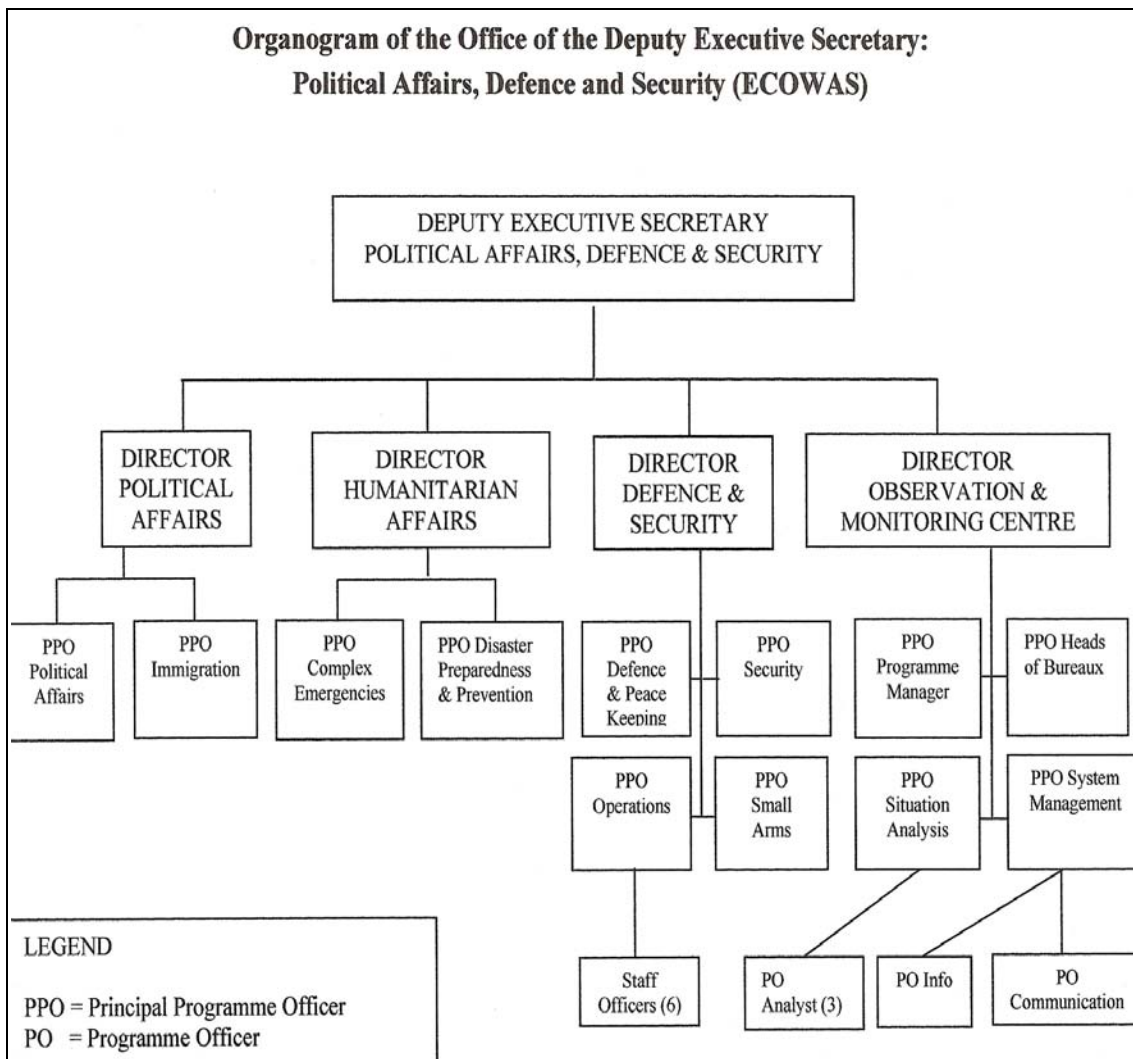 Organogram of the Office of the Deputy Executive Secretary:
Political Affairs, Defence and Security (ECOWAS)
DEPUTY EXECUTIVE SECRETARY
POLITICAL AFFAIRS, DEFENCE & SECURITY
DIRECTOR
POLITICAL
AFFAIRS
DIRECTOR
HUMANITARIAN
AFFAIRS
DIRECTOR
DEFENCE &
SECURITY
DIRECTOR
OBSERVATION &
MONITORING CENTRE
PPO
Political
Affairs
PPO
Immigration
PPO
Complex
Emergencies
PPO Disaster
Preparedness
& Prevention
PPO
Defence
& Peace
Keeping
PPO
Security
PPO
Programme
Manager
PPO Heads
of Bureaux
PPO
Operations
PPO
Small
Arms
PPO
Situation
Analysis
PPO System
Management
Staff
Officers (6)
PO
Analyst (3)
PO Info
PO
Communication
LEGEND
PPO = Principal Programme Officer
PO = Programme Officer